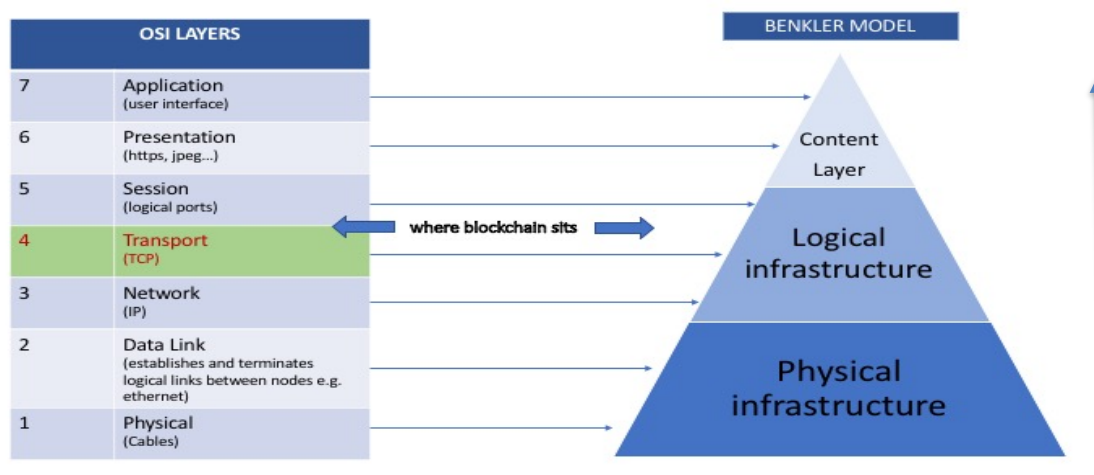 OSI LAYERS
BENKLER MODEL
7 Application
(user interface)
6 Presentation
(https, jpeg...)
5 Session
(logical ports)
4 Transport
(TCP)
3 Network
(IP)
2 Data Link
(establishes and terminates
logical links between nodes e.g.
ethernet)
1 Physical
(Cables)
where blockchain sits
Content
Layer
Logical
infrastructure
Physical
infrastructure